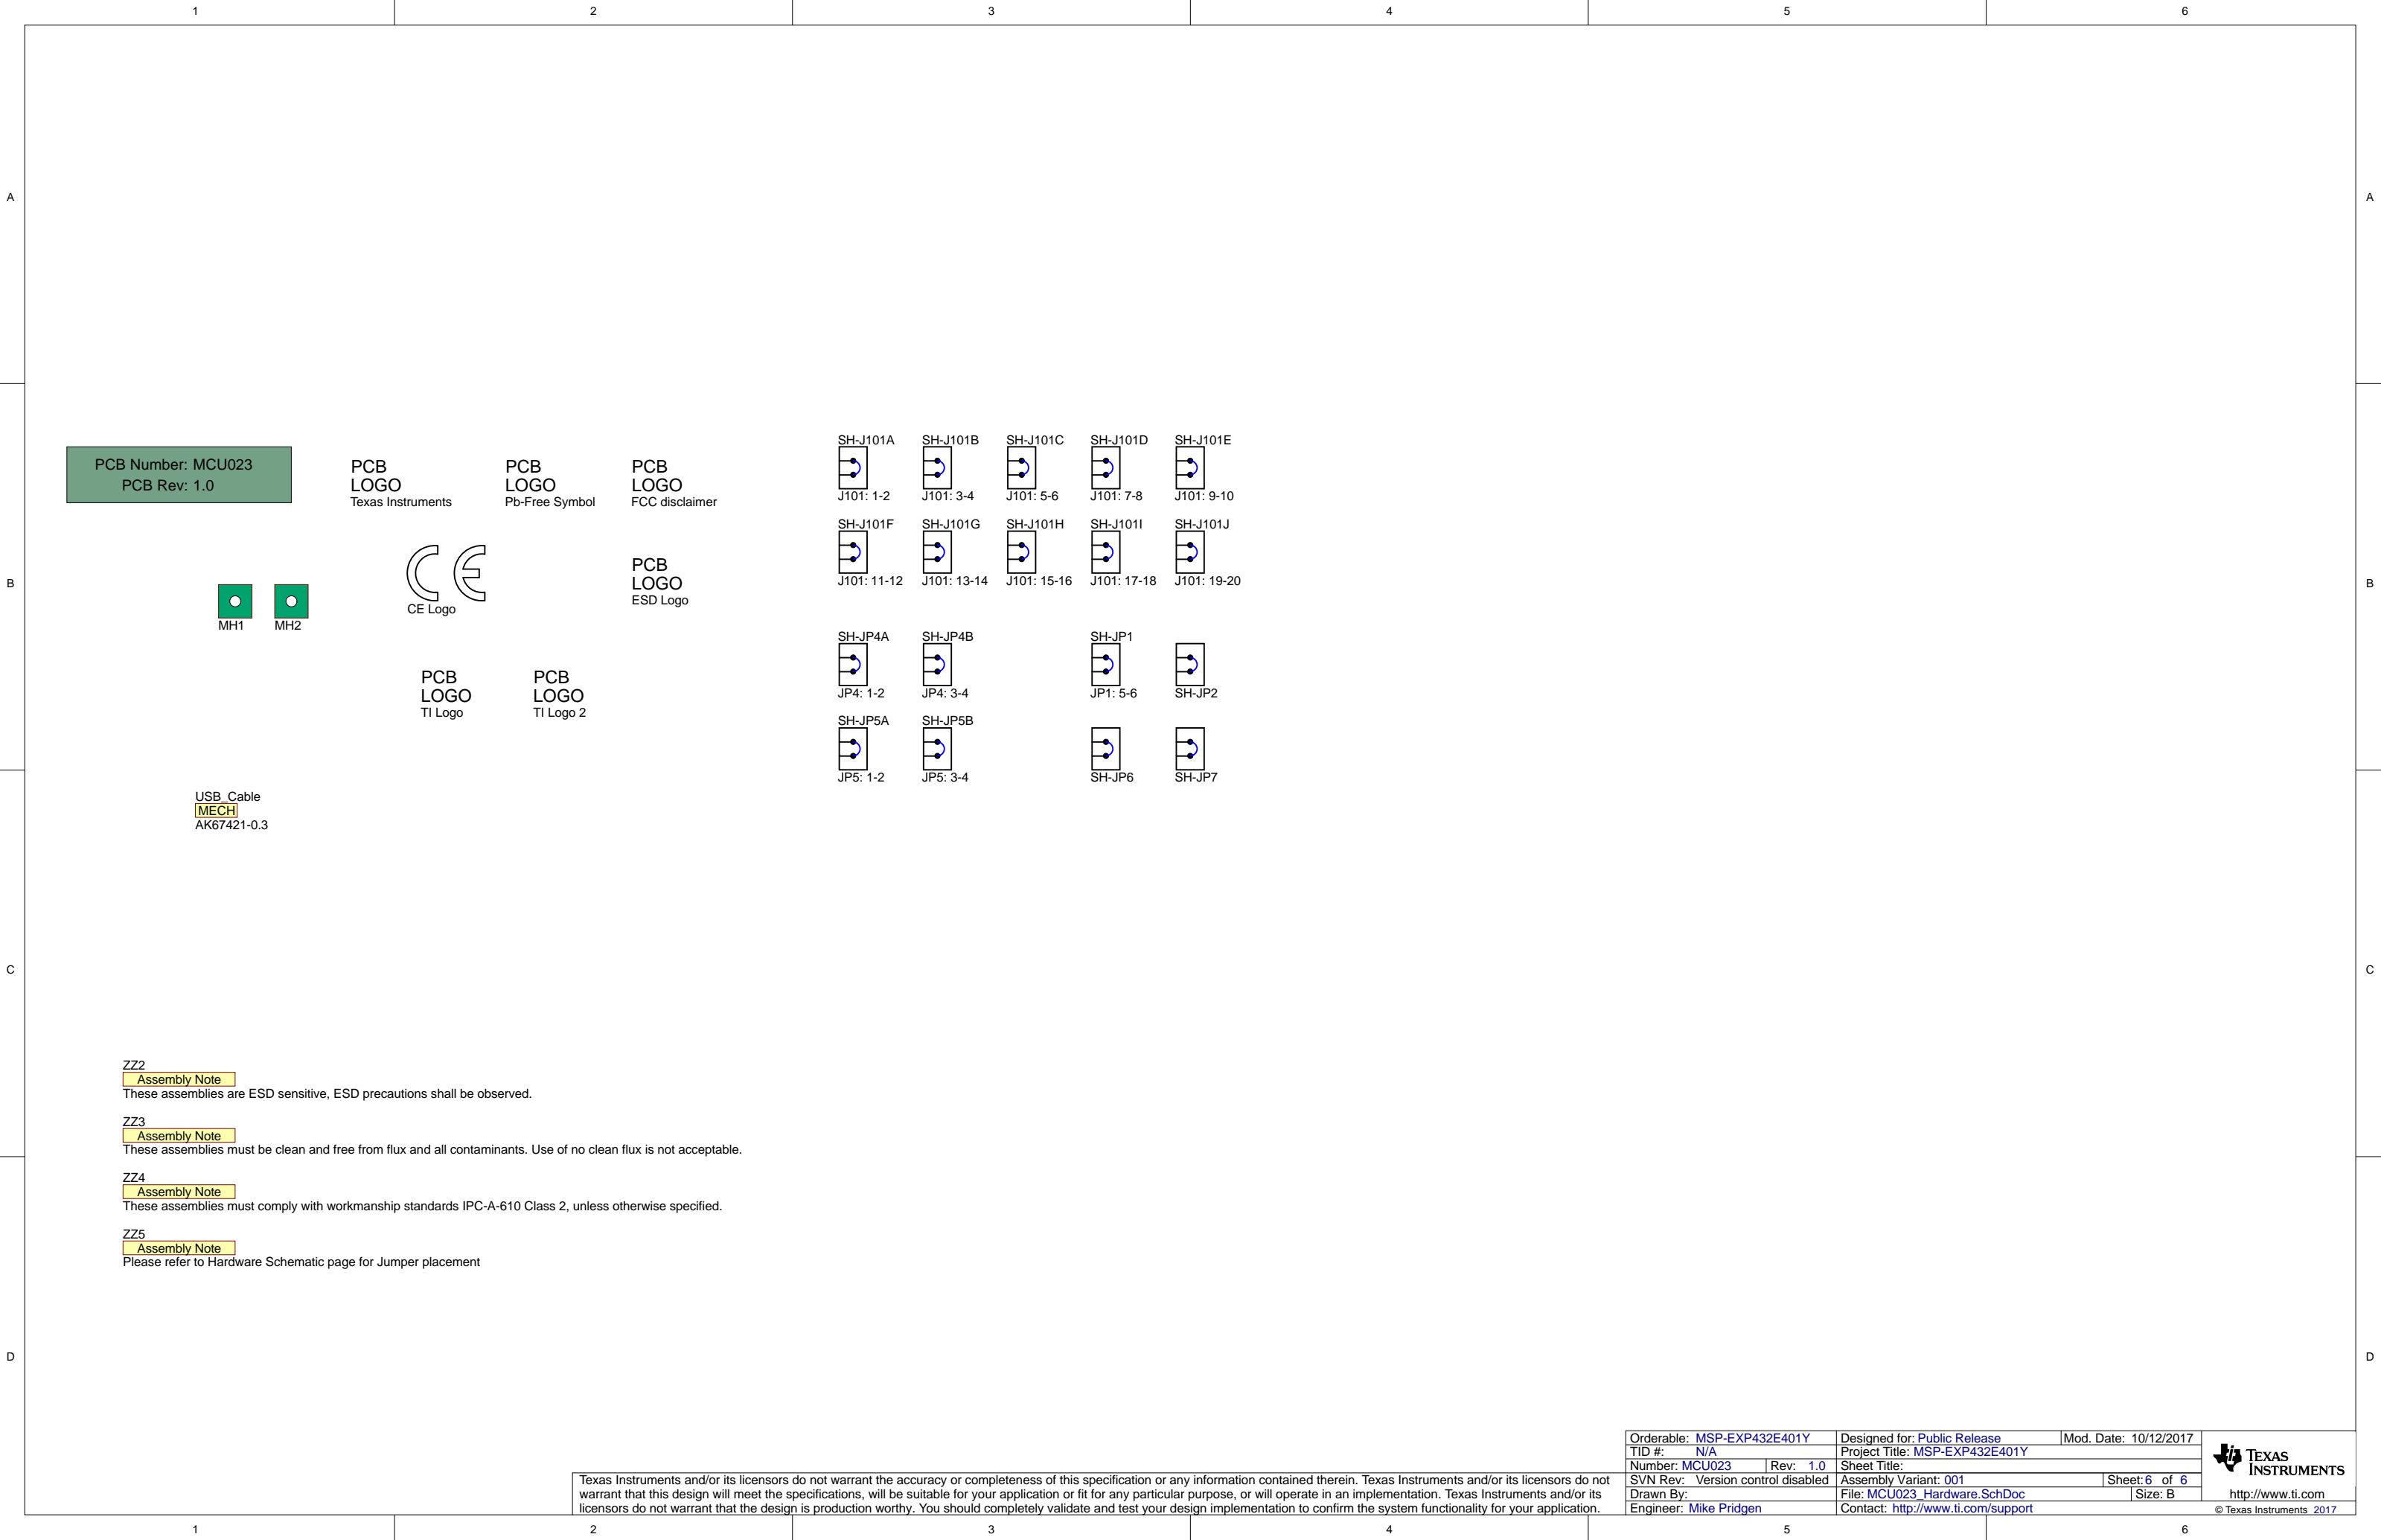 1 2 3 4 5 6
A A
PCB Number: MCU023
PCB Rev: 1.0
PCB
LOGO
Texas Instruments
PCB
LOGO
Pb-Free Symbol
PCB
LOGO
FCC disclaimer
SH-J101A SH-J101B SH-J101C SH-J101D SH-J101E
J101: 1-2 J101: 3-4 J101: 5-6 J101: 7-8 J101: 9-10
SH-J101F SH-J101G SH-J101H SH-J101I SH-J101J
J101: 11-12 J101: 13-14 J101: 15-16 J101: 17-18 J101: 19-20
B B
MH1 MH2
CE
CE Logo
PCB
LOGO
ESD Logo
SH-JP4A SH-JP4B SH-JP1
JP4: 1-2 JP4: 3-4 JP1: 5-6 SH-JP2
PCB
LOGO
TI Logo
PCB
LOGO
TI Logo 2
SH-JP5A SH-JP5B
JP5: 1-2 JP5: 3-4 SH-JP6 SH-JP7
USB_Cable
MECH
AK67421-0.3
C C
ZZ2
Assembly Note
These assemblies are ESD sensitive, ESD precautions shall be observed.
ZZ3
Assembly Note
These assemblies must be clean and free from flux and all contaminants. Use of no clean flux is not acceptable.
ZZ4
Assembly Note
These assemblies must comply with workmanship standards IPC-A-610 Class 2, unless otherwise specified.
ZZ5
Assembly Note
Please refer to Hardware Schematic page for Jumper placement
D D
Texas Instruments and/or its licensors do not warrant the accuracy or completeness of this specification or any information contained therein. Texas Instruments and/or its licensors do not
warrant that this design will meet the specifications, will be suitable for your application or fit for any particular purpose, or will operate in an implementation. Texas Instruments and/or its
licensors do not warrant that the design is production worthy. You should completely validate and test your design implementation to confirm the system functionality for your application.
Orderable: MSP-EXP432E401Y Designed for: Public Release Mod. Date: 10/12/2017
TID #: N/A Project Title: MSP-EXP432E401Y
Number: MCU023 Rev: 1.0 Sheet Title:
SVN Rev: Version control disabled Assembly Variant: 001 Sheet: 6 of 6
Drawn By: File: MCU023_Hardware.SchDoc Size: B
Engineer: Mike Pridgen Contact: http://www.ti.com/support
TEXAS
INSTRUMENTS
http://www.ti.com
© Texas Instruments 2017
1 2 3 4 5 6